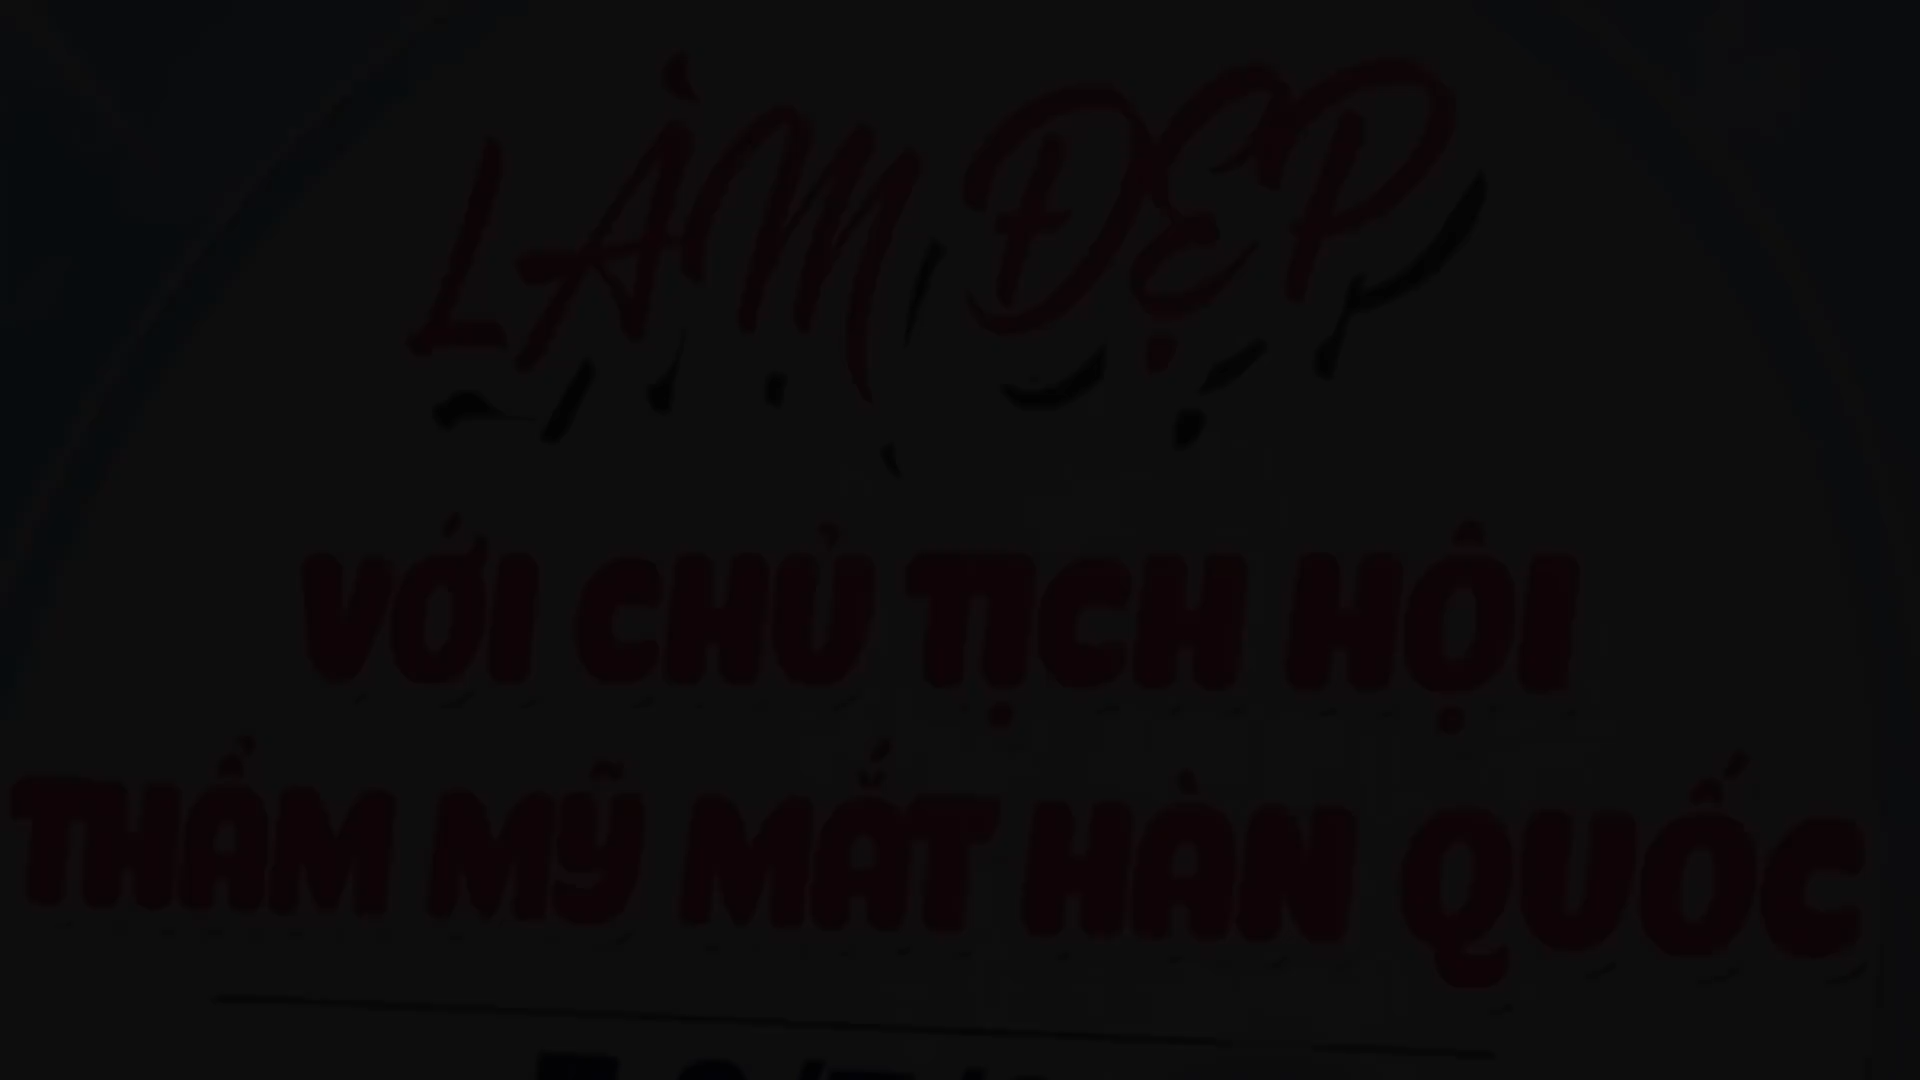 LÀM ĐẸP
VỚI CHỦ TỊCH HỘI
THẨM MỸ MẮT HÀN QUỐC